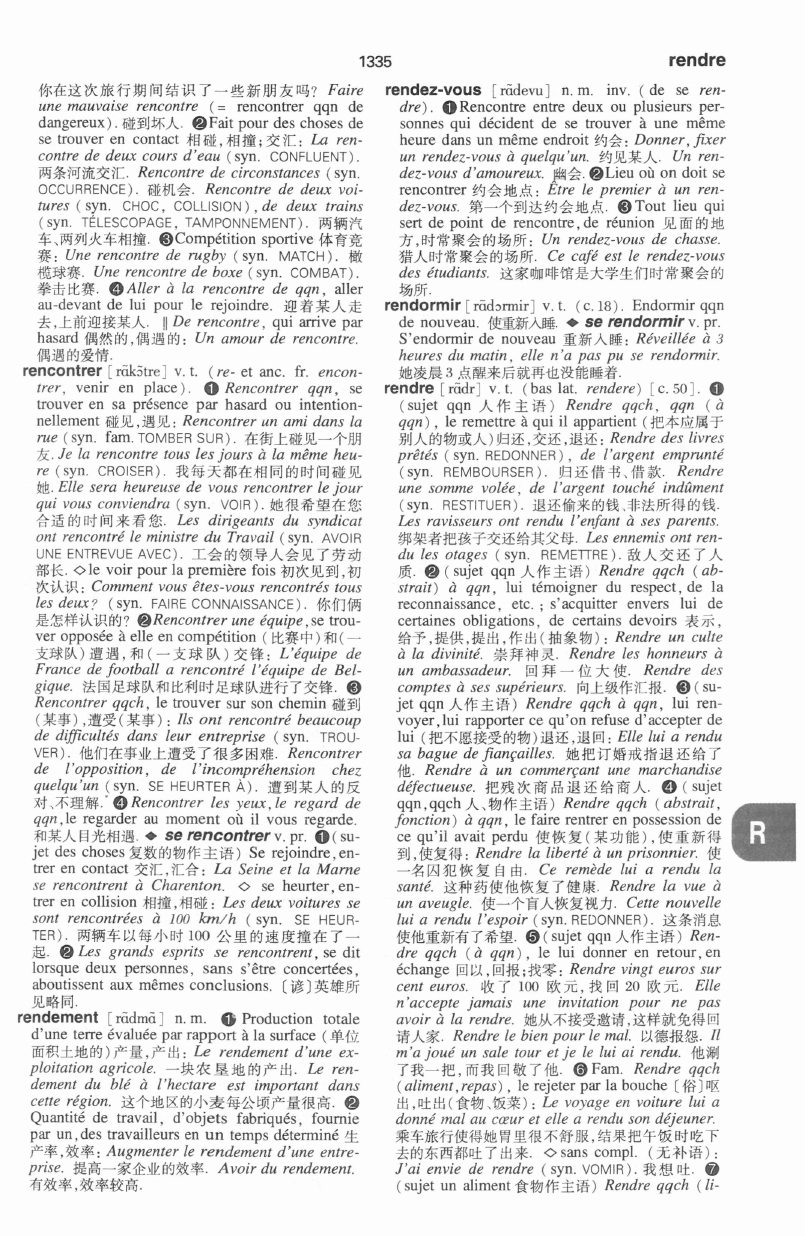 1335
rendre
你在这次旅行期间结识了一些新朋友吗? Faire
une mauvaise rencontre (= rencontrer qqn de
dangereux). 碰到坏人. ❷Fait pour des choses de
se trouver en contact 相碰,相撞;交汇: La ren-
contre de deux cours d'eau (syn. CONFLUENT).
两条河流交汇. Rencontre de circonstances (syn.
OCCURRENCE). 碰机会. Rencontre de deux voi-
tures (syn. CHOC, COLLISION), de deux trains
(syn. TÉLESCOPAGE, TAMPONNEMENT). 两辆汽
车、两列火车相撞. ❸Compétition sportive 体育竞
赛: Une rencontre de rugby (syn. MATCH). 橄
榄球赛. Une rencontre de boxe (syn. COMBAT).
拳击比赛. ❹Aller à la rencontre de qqn, aller
au-devant de lui pour le rejoindre. 迎着某人走
去,上前迎接某人. ‖ De rencontre, qui arrive par
hasard 偶然的,偶遇的: Un amour de rencontre.
偶遇的爱情.
rencontrer [rɑ̃kɔ̃tre] v. t. (re- et anc. fr. encon-
trer, venir en place). ❶ Rencontrer qqn, se
trouver en sa présence par hasard ou intention-
nellement 碰见,遇见: Rencontrer un ami dans la
rue (syn. fam. TOMBER SUR). 在街上碰见一个朋
友. Je la rencontre tous les jours à la même heu-
re (syn. CROISER). 我每天都在相同的时间碰见
她. Elle sera heureuse de vous rencontrer le jour
qui vous conviendra (syn. VOIR). 她很希望在您
合适的时间来看您. Les dirigeants du syndicat
ont rencontré le ministre du Travail (syn. AVOIR
UNE ENTREVUE AVEC). 工会的领导人会见了劳动
部长. ◇le voir pour la première fois 初次见到,初
次认识: Comment vous êtes-vous rencontrés tous
les deux? (syn. FAIRE CONNAISSANCE). 你们俩
是怎样认识的? ❷Rencontrer une équipe, se trou-
ver opposée à elle en compétition (比赛中)和(一
支球队)遭遇,和(一支球队)交锋: L'équipe de
France de football a rencontré l'équipe de Bel-
gique. 法国足球队和比利时足球队进行了交锋. ❸
Rencontrer qqch, le trouver sur son chemin 碰到
(某事),遭受(某事): Ils ont rencontré beaucoup
de difficultés dans leur entreprise (syn. TROU-
VER). 他们在事业上遭受了很多困难. Rencontrer
de l'opposition, de l'incompréhension chez
quelqu'un (syn. SE HEURTER À). 遭到某人的反
对、不理解. ❹Rencontrer les yeux, le regard de
qqn, le regarder au moment où il vous regarde.
和某人目光相遇. ◆ se rencontrer v. pr. ❶(su-
jet des choses 复数的物作主语) Se rejoindre, en-
trer en contact 交汇,汇合: La Seine et la Marne
se rencontrent à Charenton. ◇ se heurter, en-
trer en collision 相撞,相碰: Les deux voitures se
sont rencontrées à 100 km/h (syn. SE HEUR-
TER). 两辆车以每小时 100 公里的速度撞在了一
起. ❷ Les grands esprits se rencontrent, se dit
lorsque deux personnes, sans s'être concertées,
aboutissent aux mêmes conclusions. 〔谚〕英雄所
见略同.
rendement [rɑ̃dmɑ̃] n. m. ❶ Production totale
d'une terre évaluée par rapport à la surface (单位
面积土地的)产量,产出: Le rendement d'une ex-
ploitation agricole. 一块农垦地的产出. Le ren-
dement du blé à l'hectare est important dans
cette région. 这个地区的小麦每公顷产量很高. ❷
Quantité de travail, d'objets fabriqués, fournie
par un, des travailleurs en un temps déterminé 生
产率,效率: Augmenter le rendement d'une entre-
prise. 提高一家企业的效率. Avoir du rendement.
有效率,效率较高.
rendez-vous [rɑ̃devu] n. m. inv. (de se ren-
dre). ❶Rencontre entre deux ou plusieurs per-
sonnes qui décident de se trouver à une même
heure dans un même endroit 约会: Donner, fixer
un rendez-vous à quelqu'un. 约见某人. Un ren-
dez-vous d'amoureux. 幽会. ❷Lieu où on doit se
rencontrer 约会地点: Être le premier à un ren-
dez-vous. 第一个到达约会地点. ❸Tout lieu qui
sert de point de rencontre, de réunion 见面的地
方,时常聚会的场所: Un rendez-vous de chasse.
猎人时常聚会的场所. Ce café est le rendez-vous
des étudiants. 这家咖啡馆是大学生们时常聚会的
场所.
rendormir [rɑ̃dɔrmir] v. t. (c. 18). Endormir qqn
de nouveau. 使重新入睡. ◆ se rendormir v. pr.
S'endormir de nouveau 重新入睡: Réveillée à 3
heures du matin, elle n'a pas pu se rendormir.
她凌晨 3 点醒来后就再也没能睡着.
rendre [rɑ̃dr] v. t. (bas lat. rendere) [c. 50]. ❶
(sujet qqn 人作主语) Rendre qqch, qqn (à
qqn), le remettre à qui il appartient (把本应属于
别人的物或人)归还,交还,退还: Rendre des livres
prêtés (syn. REDONNER), de l'argent emprunté
(syn. REMBOURSER). 归还借书、借款. Rendre
une somme volée, de l'argent touché indûment
(syn. RESTITUER). 退还偷来的钱、非法所得的钱.
Les ravisseurs ont rendu l'enfant à ses parents.
绑架者把孩子交还给其父母. Les ennemis ont ren-
du les otages (syn. REMETTRE). 敌人交还了人
质. ❷ (sujet qqn 人作主语) Rendre qqch (ab-
strait) à qqn, lui témoigner du respect, de la
reconnaissance, etc. ; s'acquitter envers lui de
certaines obligations, de certains devoirs 表示,
给予,提供,提出,作出(抽象物): Rendre un culte
à la divinité. 崇拜神灵. Rendre les honneurs à
un ambassadeur. 回拜一位大使. Rendre des
comptes à ses supérieurs. 向上级作汇报. ❸(su-
jet qqn 人作主语) Rendre qqch à qqn, lui ren-
voyer, lui rapporter ce qu'on refuse d'accepter de
lui (把不愿接受的物)退还,退回: Elle lui a rendu
sa bague de fiançailles. 她把订婚戒指退还给了
他. Rendre à un commerçant une marchandise
défectueuse. 把残次商品退还给商人. ❹ (sujet
qqn, qqch 人、物作主语) Rendre qqch (abstrait,
fonction) à qqn, le faire rentrer en possession de
ce qu'il avait perdu 使恢复(某功能),使重新得
到,使复得: Rendre la liberté à un prisonnier. 使
一名囚犯恢复自由. Ce remède lui a rendu la
santé. 这种药使他恢复了健康. Rendre la vue à
un aveugle. 使一个盲人恢复视力. Cette nouvelle
lui a rendu l'espoir (syn. REDONNER). 这条消息
使他重新有了希望. ❺(sujet qqn 人作主语) Ren-
dre qqch (à qqn), le lui donner en retour, en
échange 回以,回报;找零: Rendre vingt euros sur
cent euros. 收了 100 欧元,找回 20 欧元. Elle
n'accepte jamais une invitation pour ne pas
avoir à la rendre. 她从不接受邀请,这样就免得回
请人家. Rendre le bien pour le mal. 以德报怨. Il
m'a joué un sale tour et je le lui ai rendu. 他涮
了我一把,而我回敬了他. ❻ Fam. Rendre qqch
(aliment, repas), le rejeter par la bouche〔俗〕呕
出,吐出(食物、饭菜): Le voyage en voiture lui a
donné mal au cœur et elle a rendu son déjeuner.
乘车旅行使得她胃里很不舒服,结果把午饭时吃下
去的东西都吐了出来. ◇sans compl. (无补语):
J'ai envie de rendre (syn. VOMIR). 我想吐. ❼
(sujet un aliment 食物作主语) Rendre qqch (li-
R